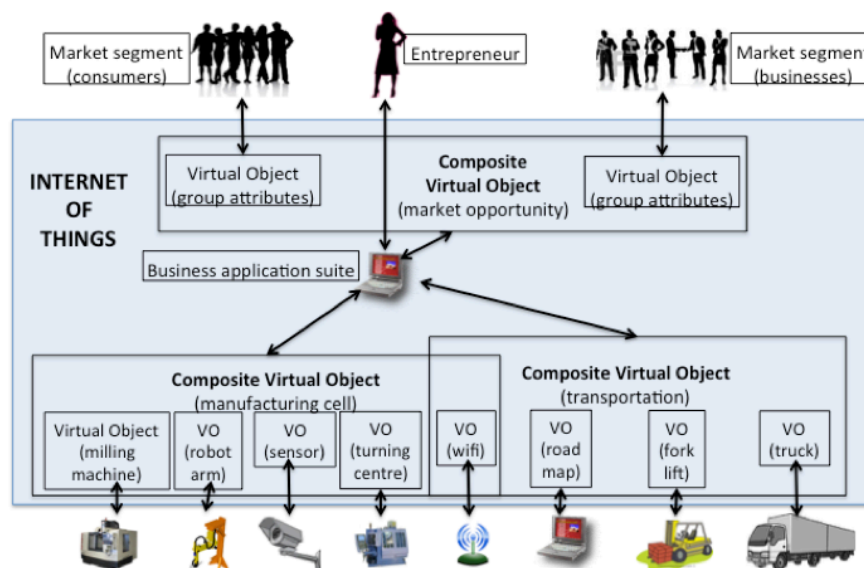 Market segment
(consumers)
Entrepreneur
Market segment
(businesses)
INTERNET
OF
THINGS
Virtual Object
(group attributes)
Composite
Virtual Object
(market opportunity)
Virtual Object
(group attributes)
Business application suite
Composite Virtual Object
(manufacturing cell)
Composite Virtual Object
(transportation)
Virtual Object
(milling
machine)
VO
(robot
arm)
VO
(sensor)
VO
(turning
centre)
VO
(wifi)
VO
(road
map)
VO
(fork
lift)
VO
(truck)